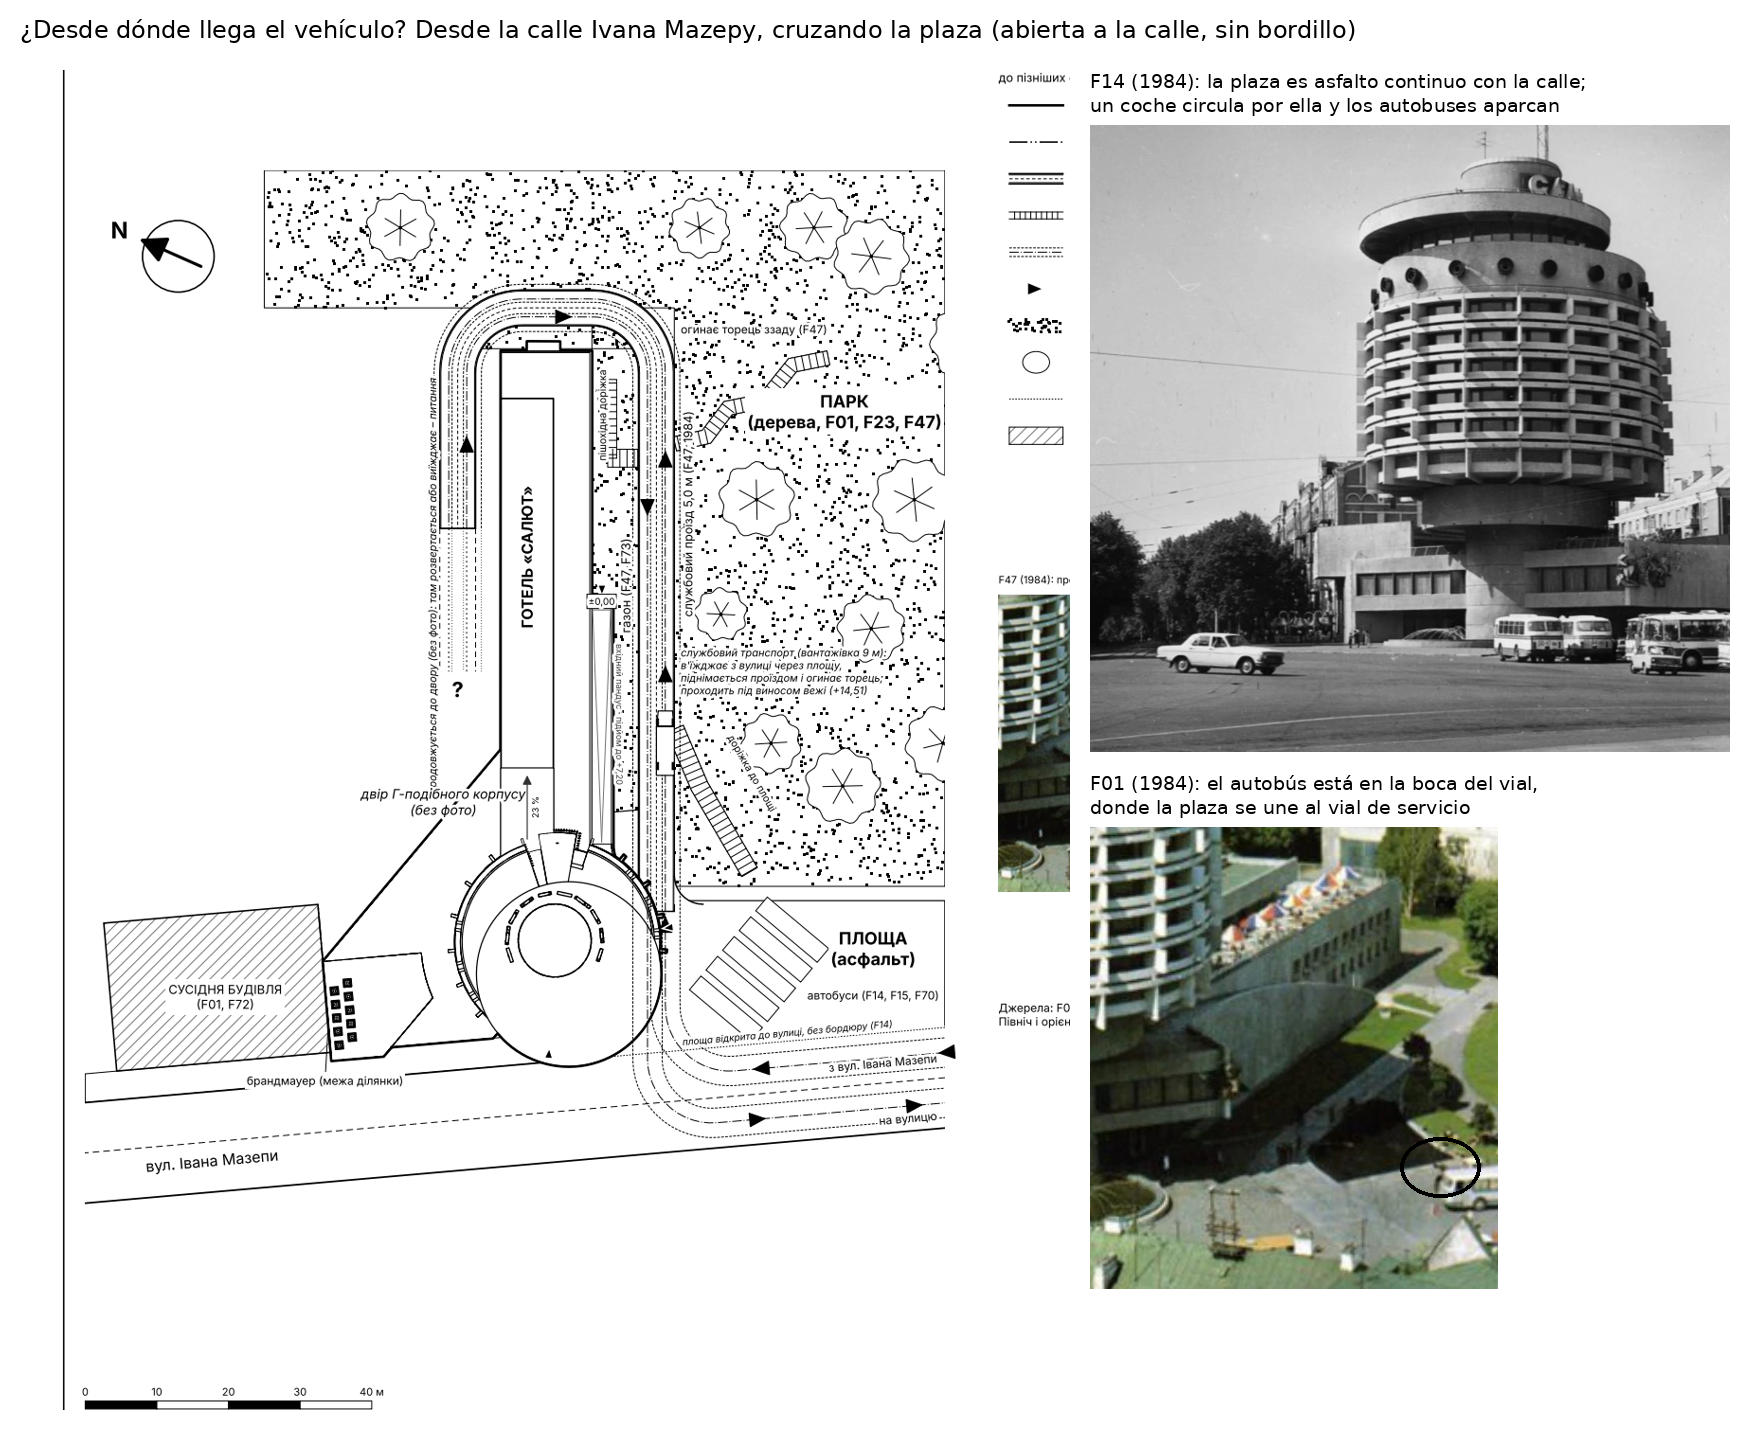 ¿Desde dónde llega el vehículo? Desde la calle Ivana Mazepy, cruzando la plaza (abierta a la calle, sin bordillo)
до пізніших
F14 (1984): la plaza es asfalto continuo con la calle;
un coche circula por ella y los autobuses aparcan
N
огинає торець ззаду (F47)
ПАРК
(дерева, F01, F23, F47)
пішохідна доріжка
службовий проїзд 5,0 м (F47, 1984)
продовжується до двору (без фото): там розвертається або виїжджає – питання
ГОТЕЛЬ «САЛЮТ»
газон (F47, F73)
±0,00
F47 (1984): пр
вхідний пандус: підйом до +7,20
службовий транспорт (вантажівка 9 м):
в'їжджає з вулиці через площу,
піднімається проїздом і огинає торець;
проходить під виносом вежі (+14,51)
?
доріжка до площі
двір Г-подібного корпусу
(без фото)
23 %
F01 (1984): el autobús está en la boca del vial,
donde la plaza se une al vial de servicio
ПЛОЩА
(асфальт)
СУСІДНЯ БУДІВЛЯ
(F01, F72)
автобуси (F14, F15, F70)
Джерела: F0
Північ і орієн
площа відкрита до вулиці, без бордюру (F14)
з вул. Івана Мазепи
брандмауер (межа ділянки)
на вулицю
вул. Івана Мазепи
0 10 20 30 40 м